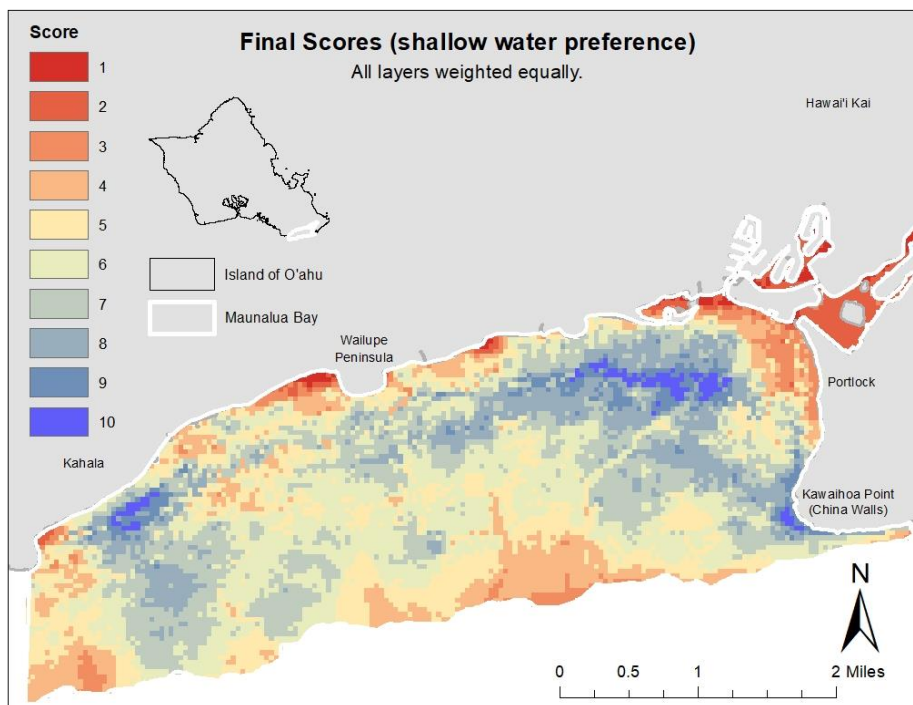 Score
1
2
3
4
5
6
7
8
9
10
Final Scores (shallow water preference)
All layers weighted equally.
Island of O'ahu
Maunalua Bay
Hawai'i Kai
Wailupe
Peninsula
Portlock
Kahala
Kawaihoa Point
(China Walls)
N
0 0.5 1 2 Miles